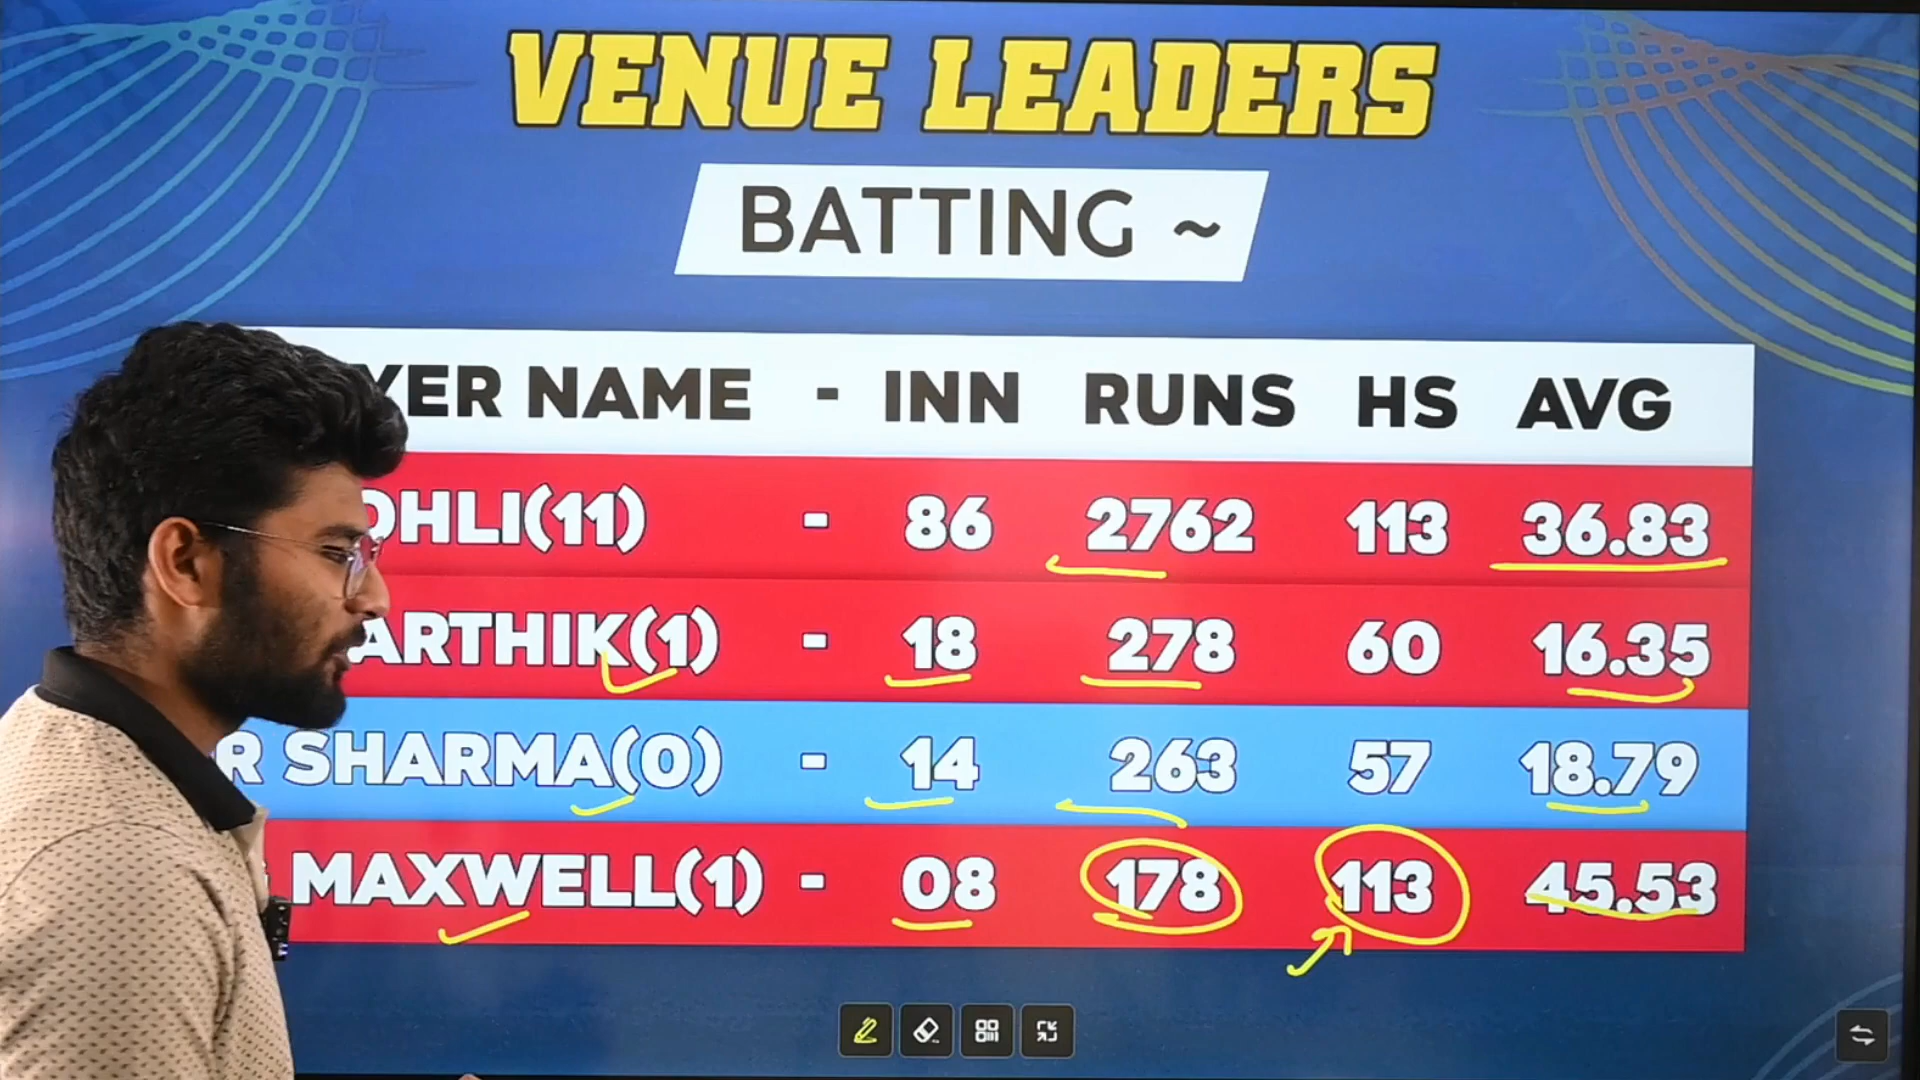 VENUE LEADERS
BATTING ~
YER NAME - INN RUNS HS AVG
OHLI(11) - 86 2762 113 36.83
ARTHIK(1) - 18 278 60 16.35
R SHARMA(0) - 14 263 57 18.79
MAXWELL(1) - 08 178 113 45.53